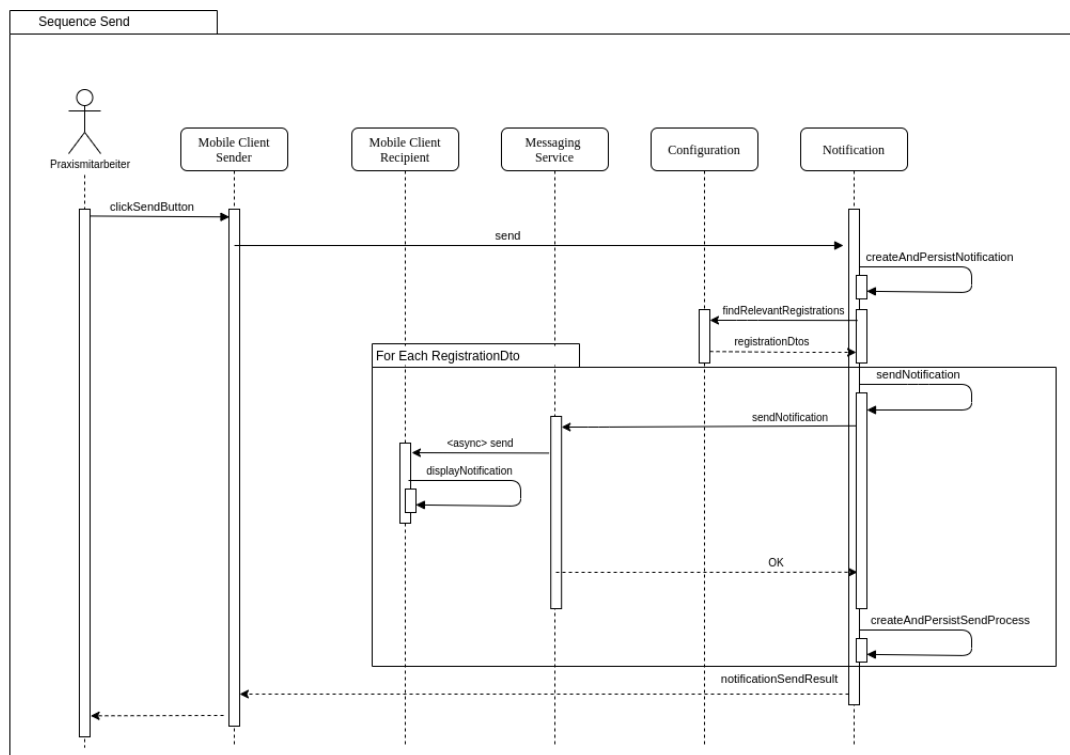 Sequence Send
Praxismitarbeiter
Mobile Client
Sender
Mobile Client
Recipient
Messaging
Service
Configuration
Notification
clickSendButton
send
createAndPersistNotification
findRelevantRegistrations
registrationDtos
For Each RegistrationDto
sendNotification
sendNotification
<async> send
displayNotification
OK
createAndPersistSendProcess
notificationSendResult